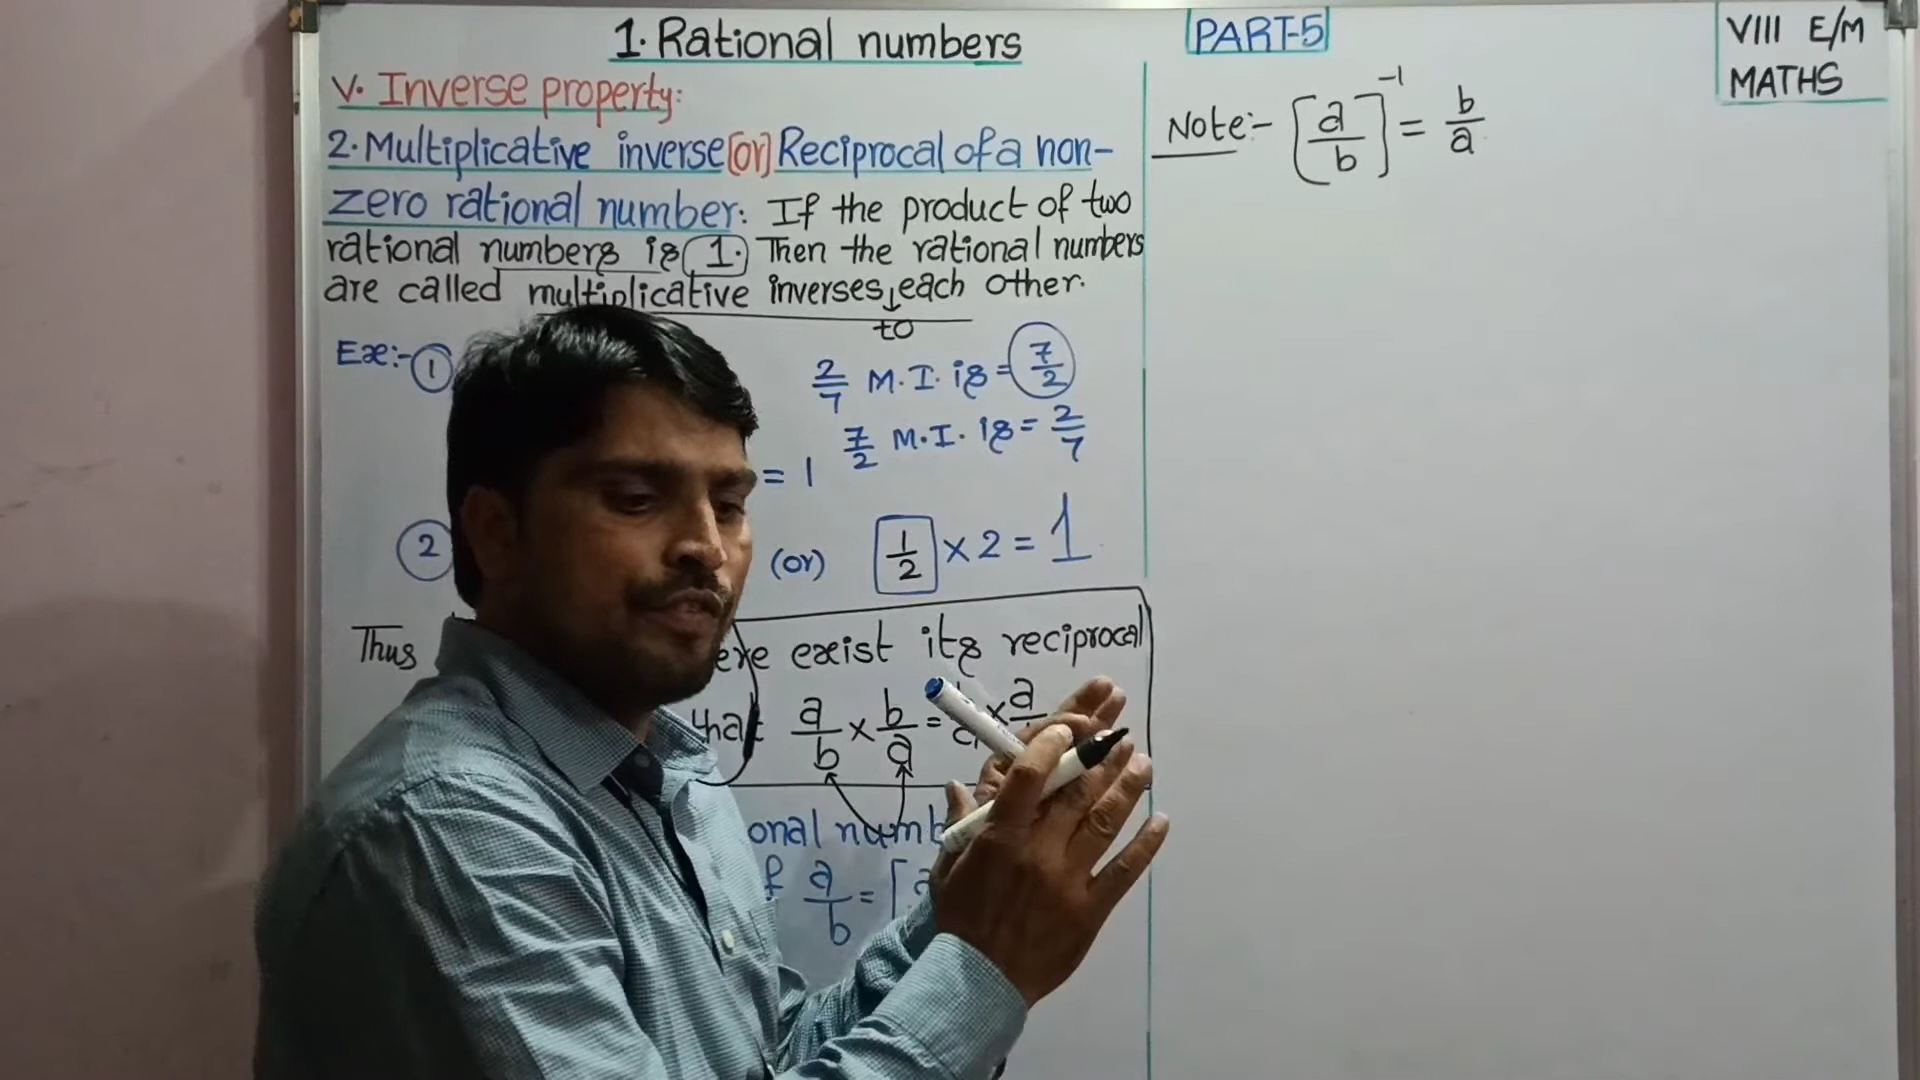 1. Rational numbers
PART-5
VIII E/M
MATHS
V. Inverse property:
2. Multiplicative inverse [or] Reciprocal of a non-
zero rational number: If the product of two
rational numbers is 1. Then the rational numbers
are called multiplicative inverses each other.
to
Ex:- 1
2/7 M.I. is = 7/2
7/2 M.I. is = 2/7
= 1
2 (or) 1/2 × 2 = 1
Thus exist its reciprocal
that a/b × b/a = × a
a/b =
Note:- [a/b]⁻¹ = b/a